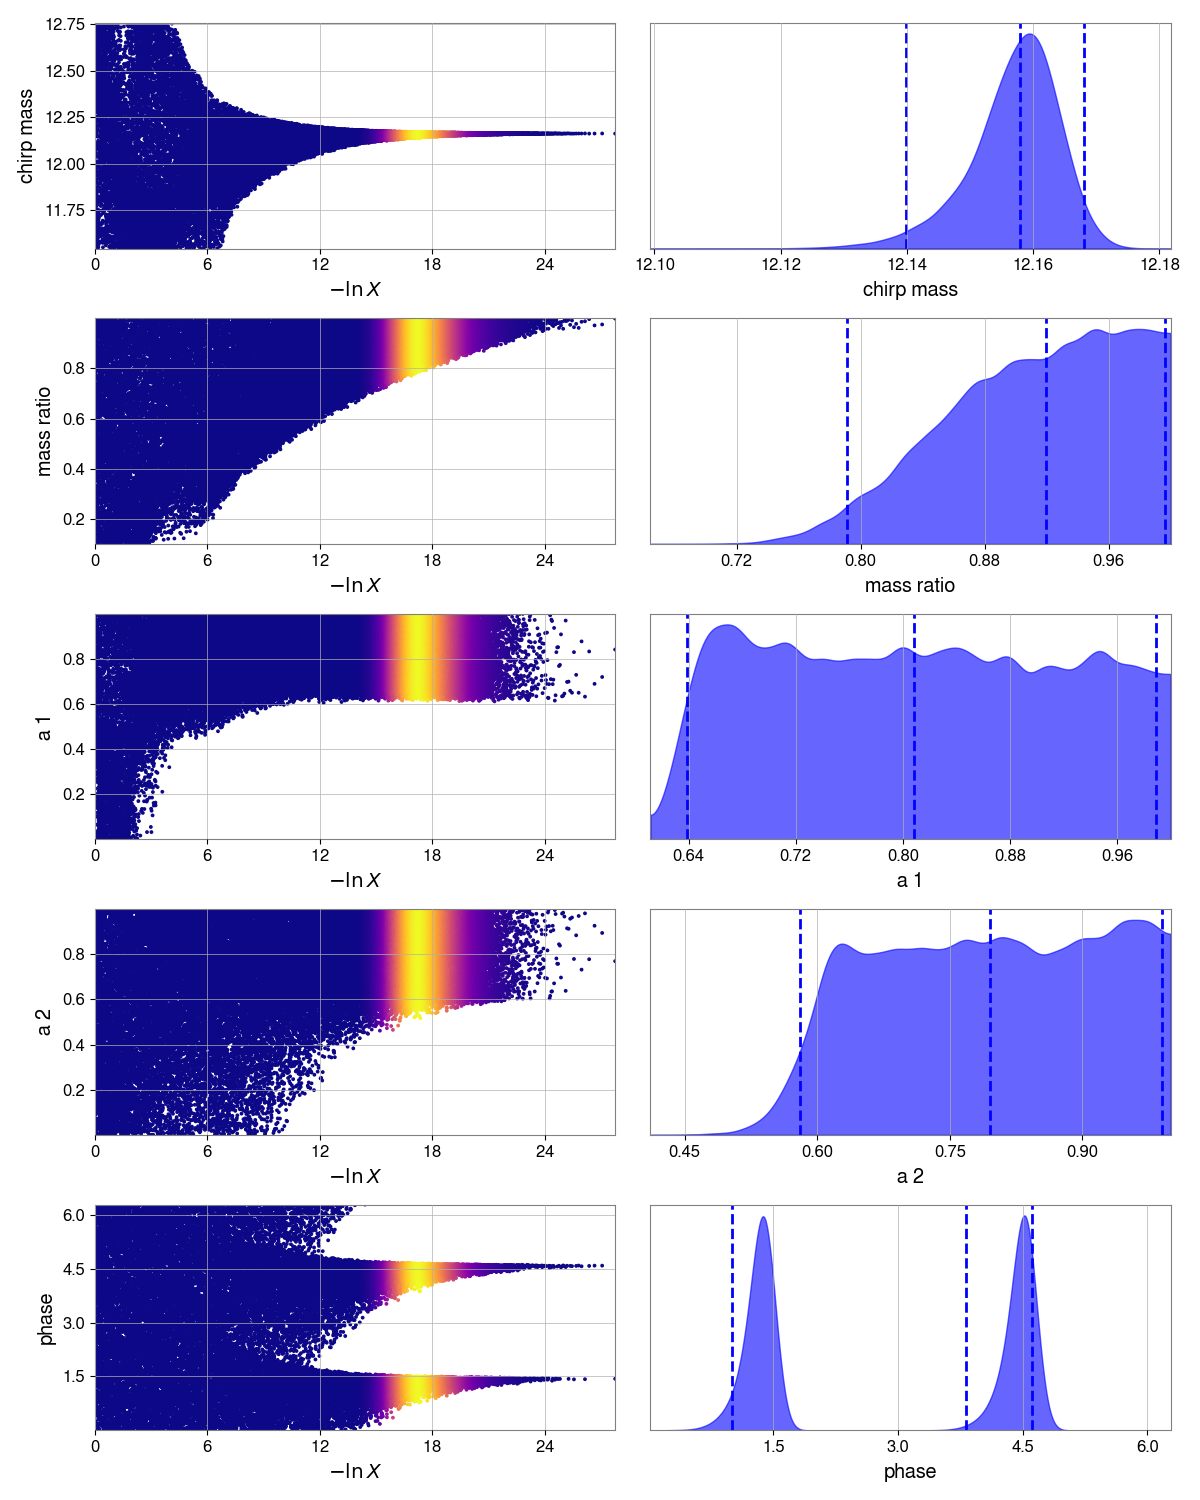 12.75
12.50
12.25
12.00
11.75
chirp mass
0 6 12 18 24
−ln X
12.10 12.12 12.14 12.16 12.18
chirp mass
0.8
0.6
0.4
0.2
mass ratio
0 6 12 18 24
−ln X
0.72 0.80 0.88 0.96
mass ratio
0.8
0.6
0.4
0.2
a 1
0 6 12 18 24
−ln X
0.64 0.72 0.80 0.88 0.96
a 1
0.8
0.6
0.4
0.2
a 2
0 6 12 18 24
−ln X
0.45 0.60 0.75 0.90
a 2
6.0
4.5
3.0
1.5
phase
0 6 12 18 24
−ln X
1.5 3.0 4.5 6.0
phase